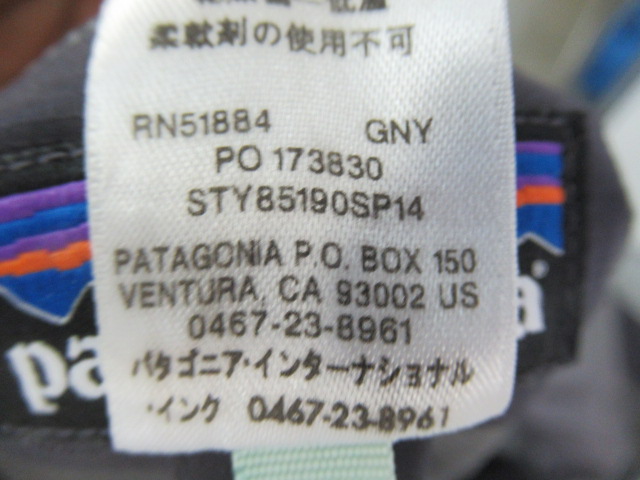 柔軟剤の使用不可
RN51884 GNY
PO 173830
STY85190SP14
PATAGONIA P.O. BOX 150
VENTURA, CA 93002 US
0467-23-8961
パタゴニア・インターナショナル
・インク 0467-23-8961
pa a